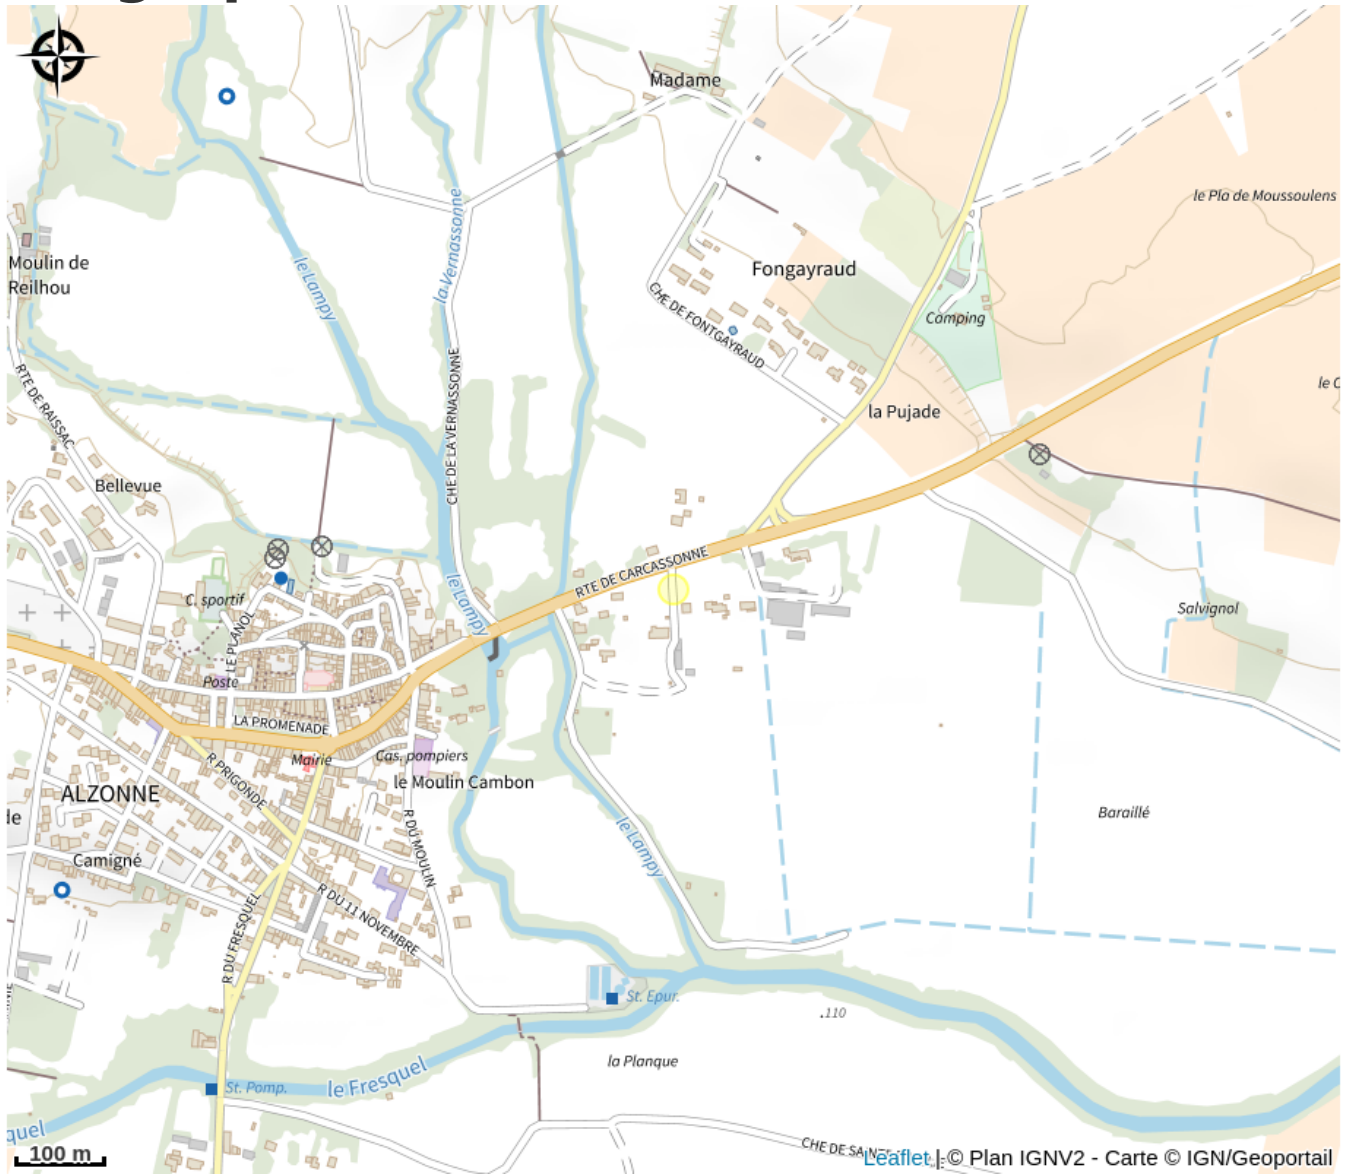 Madame
le Pla de Moussoulens
la Vernassonne
Moulin de
Reilhou
le Lampy
Fongayraud
CHE DE FONTGAYRAUD
Camping
RTE DE RAISSAC
CHE DE LA VERNASSONNE
la Pujade
Bellevue
RTE DE CARCASSONNE
C. sportif
le Lampy
Salvignol
LE PLANOL
Poste
LA PROMENADE
Mairie
Cas. pompiers
R PRIGONDE
le Moulin Cambon
ALZONNE
Baraillé
R DU MOULIN
le Lampy
Camigné
R DU 11 NOVEMBRE
R DU FRESQUEL
St. Epur.
.110
la Planque
St. Pomp.
le Fresquel
quel
100 m
Leaflet | © Plan IGNV2 - Carte © IGN/Geoportail